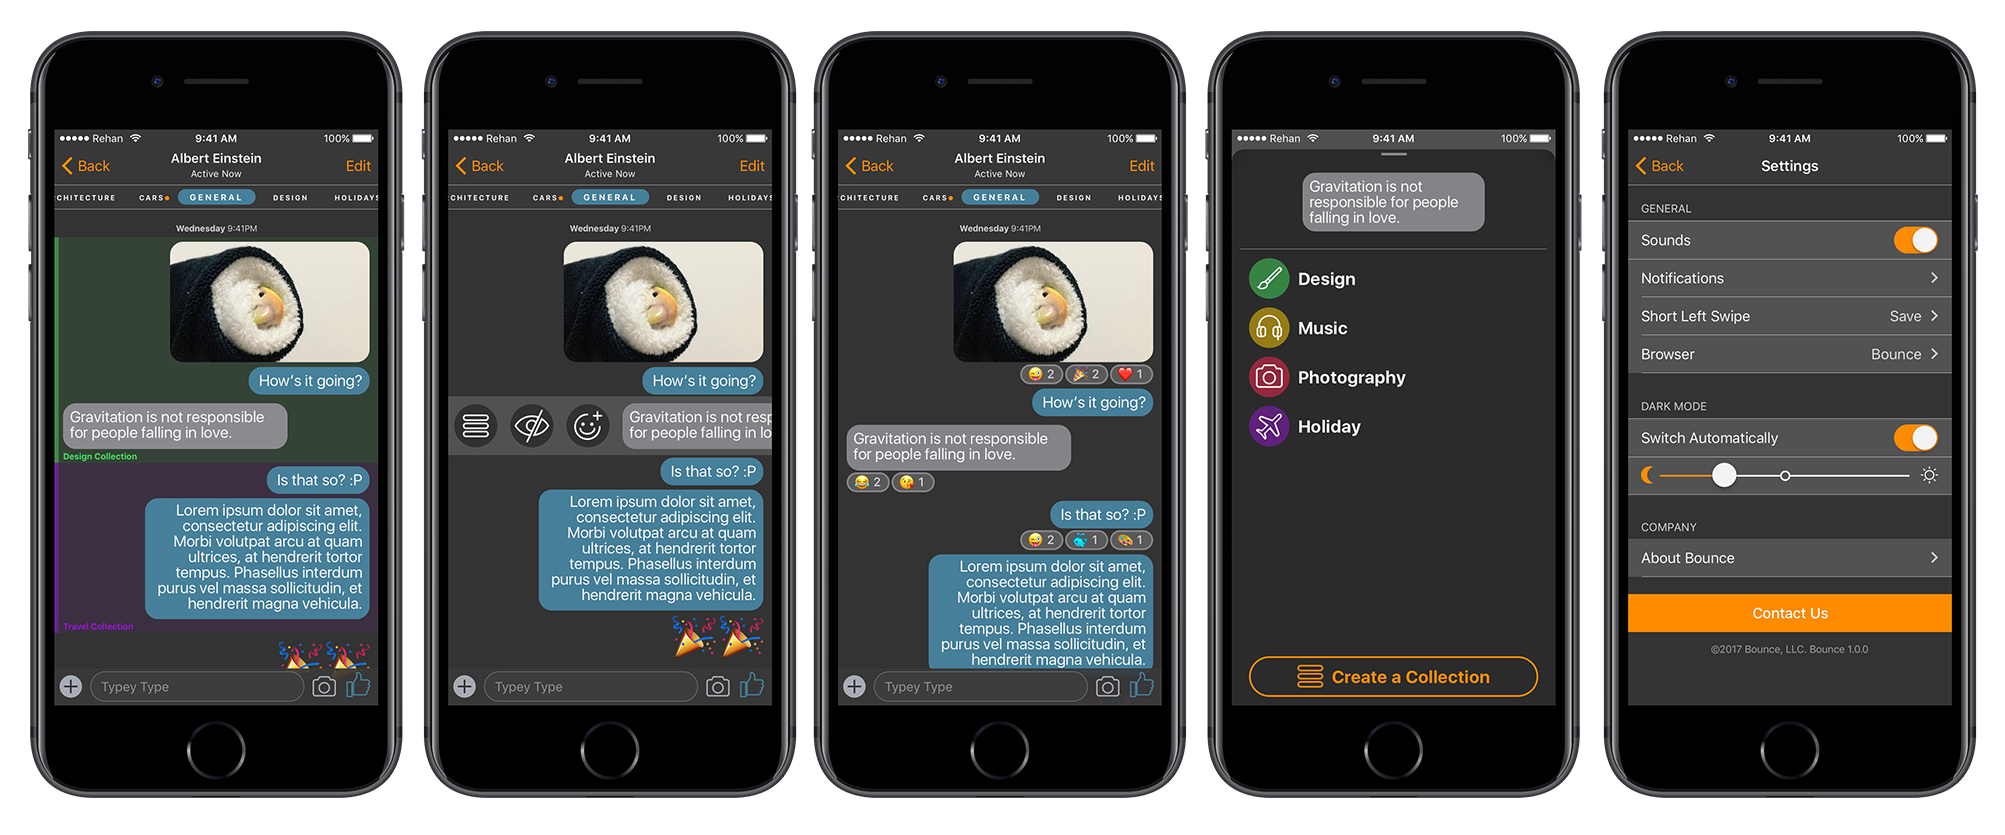 Rehan
9:41 AM
100%
Back
Albert Einstein
Edit
Active Now
CHITECTURE
CARS
GENERAL
DESIGN
HOLIDAYS
Wednesday 9:41PM
How's it going?
Gravitation is not responsible
for people falling in love.
Design Collection
Is that so? :P
Lorem ipsum dolor sit amet,
consectetur adipiscing elit.
Morbi volutpat arcu at quam
ultrices, at hendrerit tortor
tempus. Phasellus interdum
purus vel massa sollicitudin, et
hendrerit magna vehicula.
Travel Collection
Typey Type
Rehan
9:41 AM
100%
Back
Albert Einstein
Edit
Active Now
CHITECTURE
CARS
GENERAL
DESIGN
HOLIDAYS
Wednesday 9:41PM
How's it going?
Gravitation is not resp
for people falling in lo
Is that so? :P
Lorem ipsum dolor sit amet,
consectetur adipiscing elit.
Morbi volutpat arcu at quam
ultrices, at hendrerit tortor
tempus. Phasellus interdum
purus vel massa sollicitudin, et
hendrerit magna vehicula.
Typey Type
Rehan
9:41 AM
100%
Back
Albert Einstein
Edit
Active Now
CHITECTURE
CARS
GENERAL
DESIGN
HOLIDAYS
Wednesday 9:41PM
2
2
1
How's it going?
Gravitation is not responsible
for people falling in love.
2
1
Is that so? :P
2
1
1
Lorem ipsum dolor sit amet,
consectetur adipiscing elit.
Morbi volutpat arcu at quam
ultrices, at hendrerit tortor
tempus. Phasellus interdum
purus vel massa sollicitudin, et
hendrerit magna vehicula.
Typey Type
Rehan
9:41 AM
100%
Gravitation is not
responsible for people
falling in love.
Design
Music
Photography
Holiday
Create a Collection
Rehan
9:41 AM
100%
Back
Settings
GENERAL
Sounds
Notifications
Short Left Swipe
Save
Browser
Bounce
DARK MODE
Switch Automatically
COMPANY
About Bounce
Contact Us
©2017 Bounce, LLC. Bounce 1.0.0